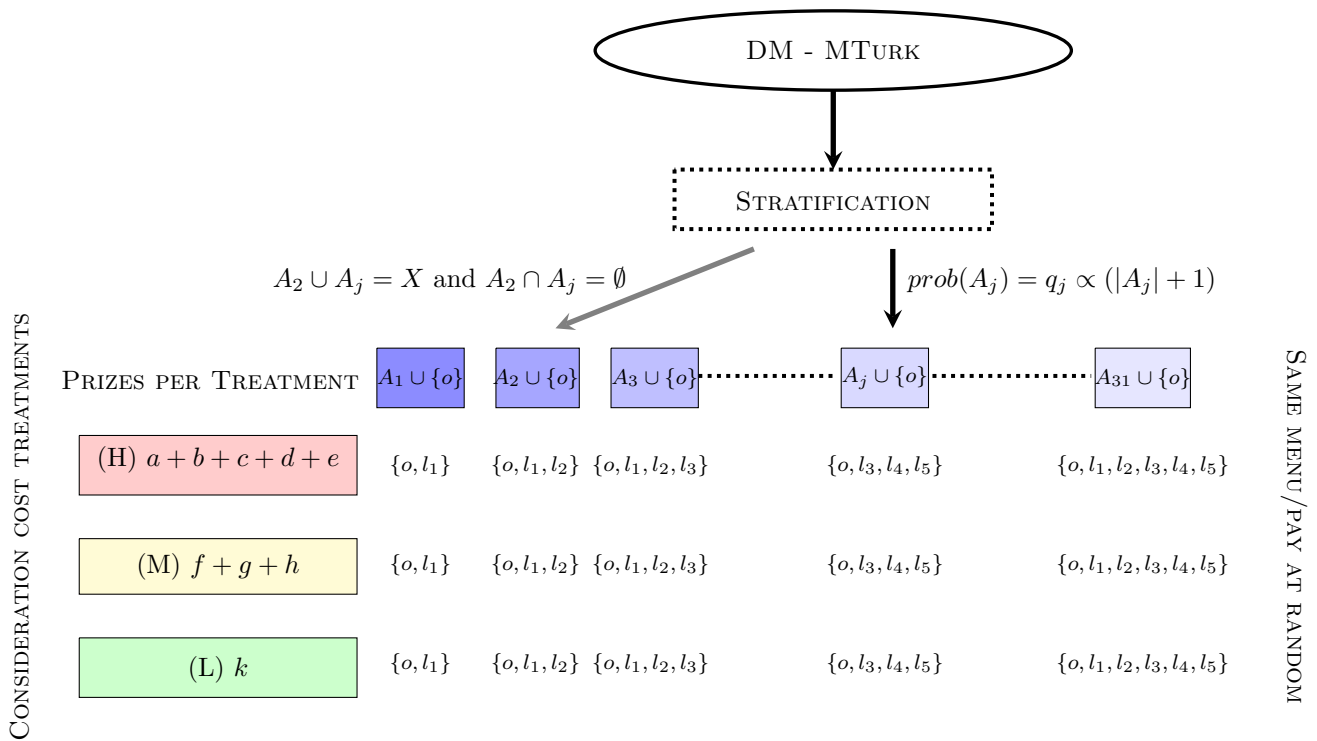 DM - MTurk
Stratification
A₂ ∪ Aⱼ = X and A₂ ∩ Aⱼ = ∅
prob(Aⱼ) = qⱼ ∝ (|Aⱼ| + 1)
Consideration cost treatments
Prizes per Treatment
A₁ ∪ {o}
A₂ ∪ {o}
A₃ ∪ {o}
Aⱼ ∪ {o}
A₃₁ ∪ {o}
(H) a + b + c + d + e
{o, l₁}
{o, l₁, l₂}
{o, l₁, l₂, l₃}
{o, l₃, l₄, l₅}
{o, l₁, l₂, l₃, l₄, l₅}
(M) f + g + h
{o, l₁}
{o, l₁, l₂}
{o, l₁, l₂, l₃}
{o, l₃, l₄, l₅}
{o, l₁, l₂, l₃, l₄, l₅}
(L) k
{o, l₁}
{o, l₁, l₂}
{o, l₁, l₂, l₃}
{o, l₃, l₄, l₅}
{o, l₁, l₂, l₃, l₄, l₅}
Same menu/pay at random